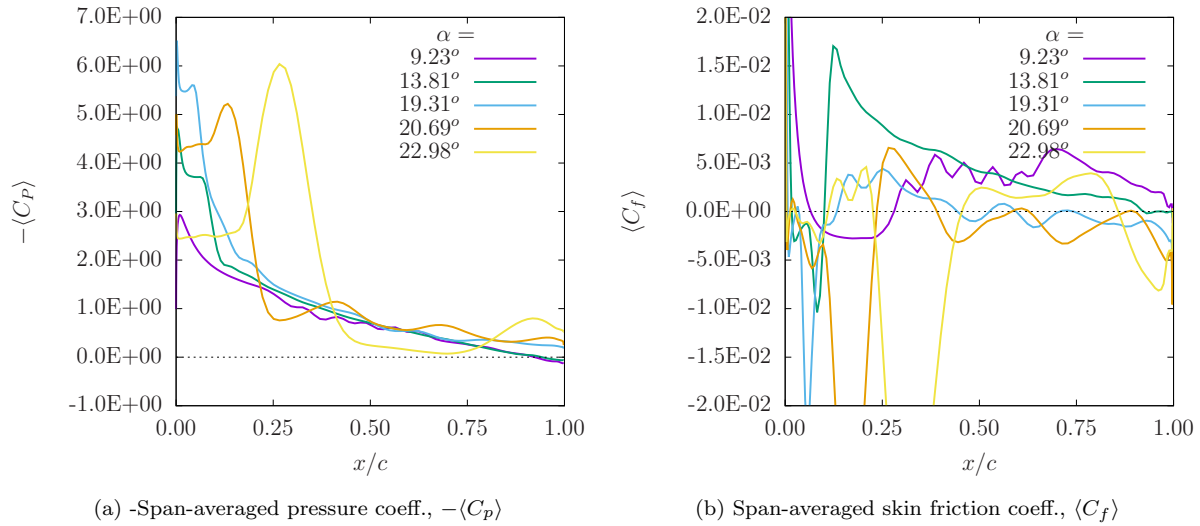 7.0E+00
6.0E+00
5.0E+00
4.0E+00
3.0E+00
2.0E+00
1.0E+00
0.0E+00
-1.0E+00
0.00 0.25 0.50 0.75 1.00
−⟨C_P⟩
x/c
α =
9.23°
13.81°
19.31°
20.69°
22.98°
(a) -Span-averaged pressure coeff., −⟨C_p⟩
2.0E-02
1.5E-02
1.0E-02
5.0E-03
0.0E+00
-5.0E-03
-1.0E-02
-1.5E-02
-2.0E-02
0.00 0.25 0.50 0.75 1.00
⟨C_f⟩
x/c
α =
9.23°
13.81°
19.31°
20.69°
22.98°
(b) Span-averaged skin friction coeff., ⟨C_f⟩